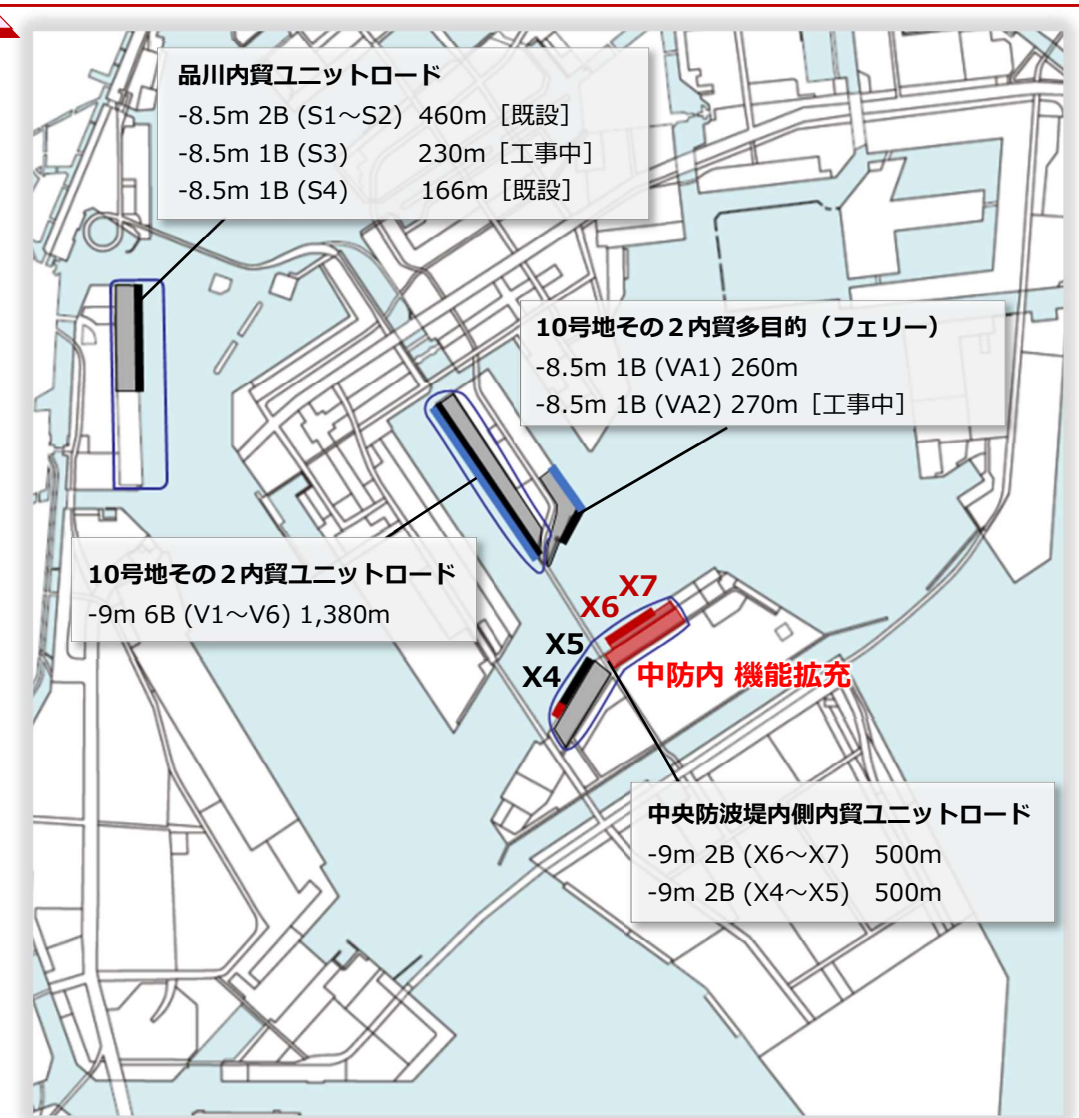 品川内貿ユニットロード
-8.5m 2B (S1～S2) 460m［既設］
-8.5m 1B (S3) 230m［工事中］
-8.5m 1B (S4) 166m［既設］
10号地その２内貿多目的（フェリー）
-8.5m 1B (VA1) 260m
-8.5m 1B (VA2) 270m［工事中］
10号地その２内貿ユニットロード
-9m 6B (V1～V6) 1,380m
X7
X6
X5
X4
中防内 機能拡充
中央防波堤内側内貿ユニットロード
-9m 2B (X6～X7) 500m
-9m 2B (X4～X5) 500m